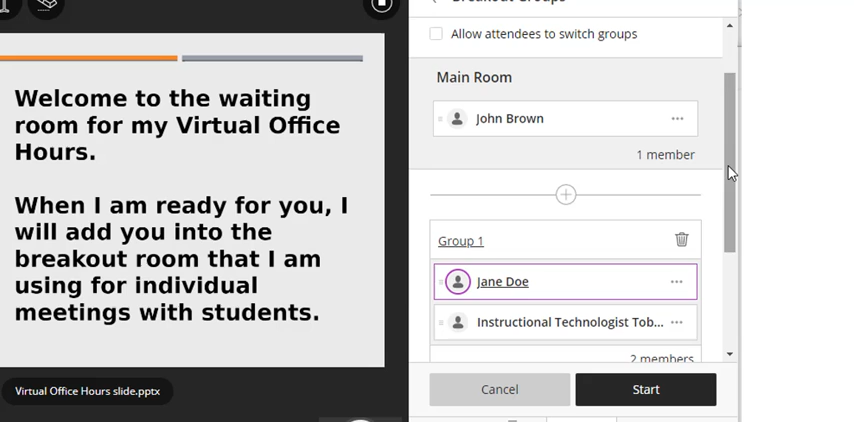 Breakout Groups
Allow attendees to switch groups
Main Room
John Brown
1 member
Group 1
Jane Doe
Instructional Technologist Tob...
2 members
Cancel
Start
Welcome to the waiting
room for my Virtual Office
Hours.
When I am ready for you, I
will add you into the
breakout room that I am
using for individual
meetings with students.
Virtual Office Hours slide.pptx